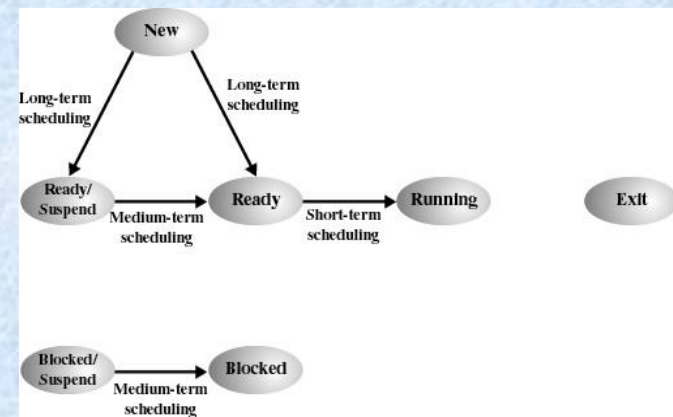 New
Long-term
scheduling
Long-term
scheduling
Ready/
Suspend
Medium-term
scheduling
Ready
Short-term
scheduling
Running
Exit
Blocked/
Suspend
Medium-term
scheduling
Blocked